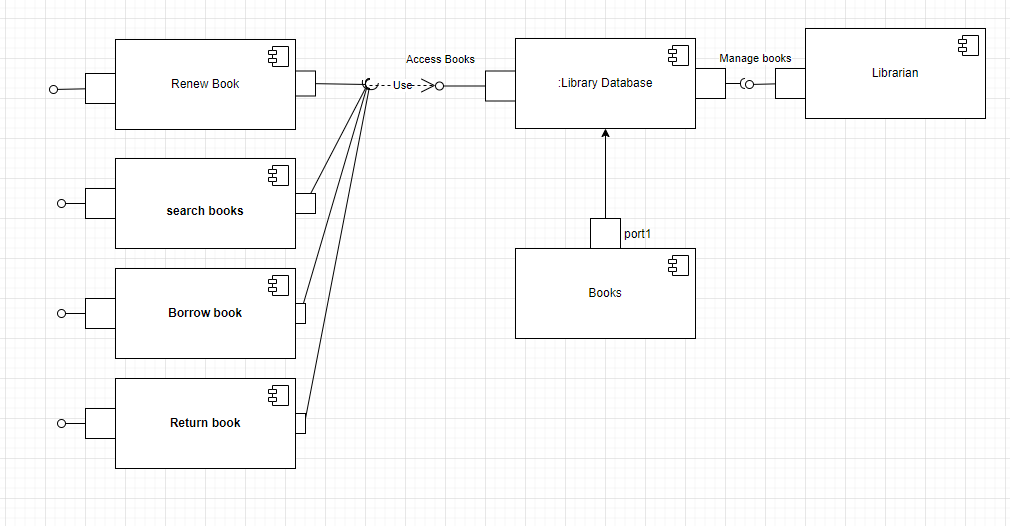 Access Books
Manage books
Renew Book
Use
:Library Database
Librarian
search books
port1
Books
Borrow book
Return book